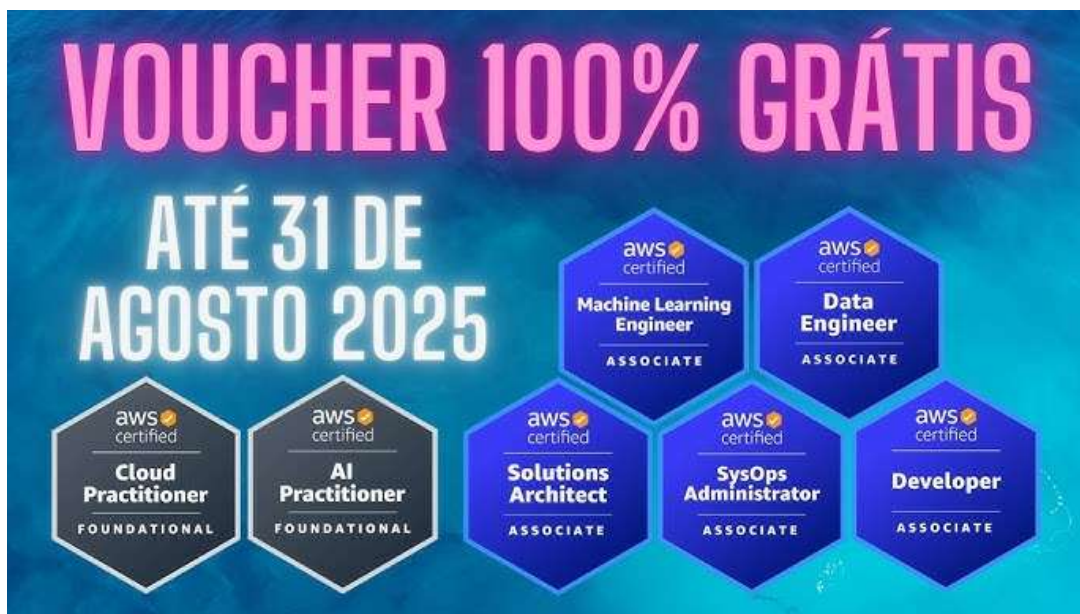 VOUCHER 100% GRÁTIS
ATÉ 31 DE
AGOSTO 2025
aws
certified
Machine Learning
Engineer
ASSOCIATE
aws
certified
Data
Engineer
ASSOCIATE
aws
certified
Cloud
Practitioner
FOUNDATIONAL
aws
certified
AI
Practitioner
FOUNDATIONAL
aws
certified
Solutions
Architect
ASSOCIATE
aws
certified
SysOps
Administrator
ASSOCIATE
aws
certified
Developer
ASSOCIATE